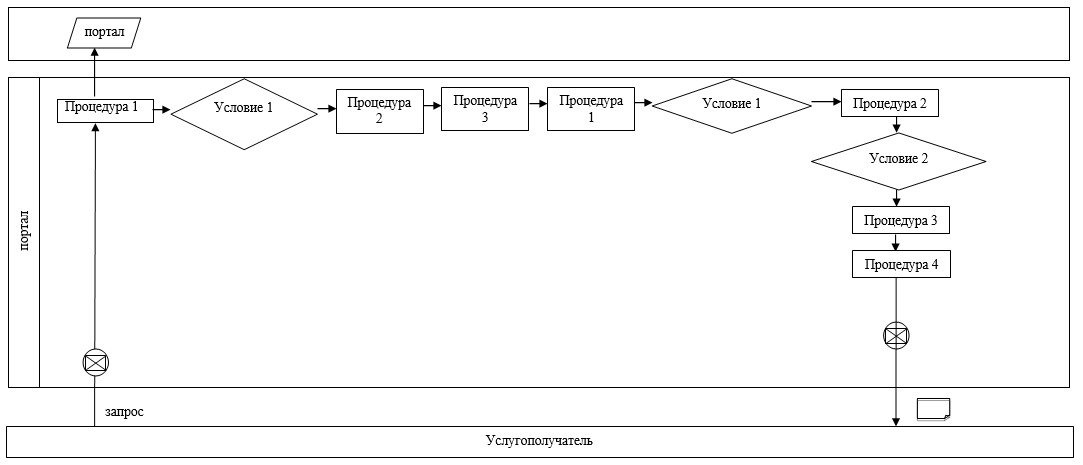 портал
Процедура 1
Условие 1
Процедура
2
Процедура
3
Процедура
1
Условие 1
Процедура 2
Условие 2
Процедура 3
Процедура 4
портал
запрос
Услугополучатель